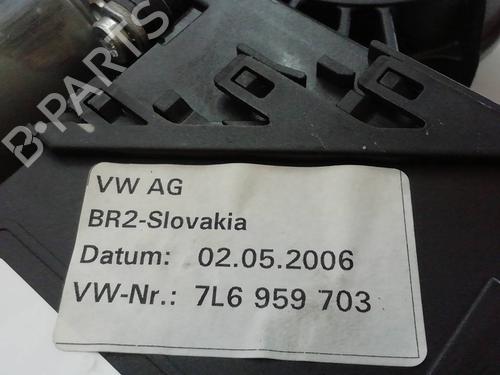 B-PARTS
VW AG
BR2-Slovakia
Datum: 02.05.2006
VW-Nr.: 7L6 959 703